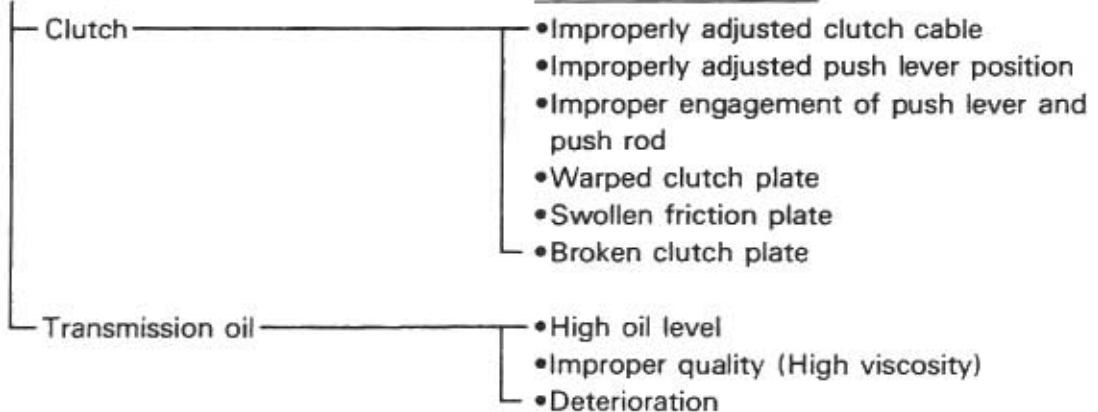 Clutch
•Improperly adjusted clutch cable
•Improperly adjusted push lever position
•Improper engagement of push lever and
push rod
•Warped clutch plate
•Swollen friction plate
•Broken clutch plate
Transmission oil
•High oil level
•Improper quality (High viscosity)
•Deterioration